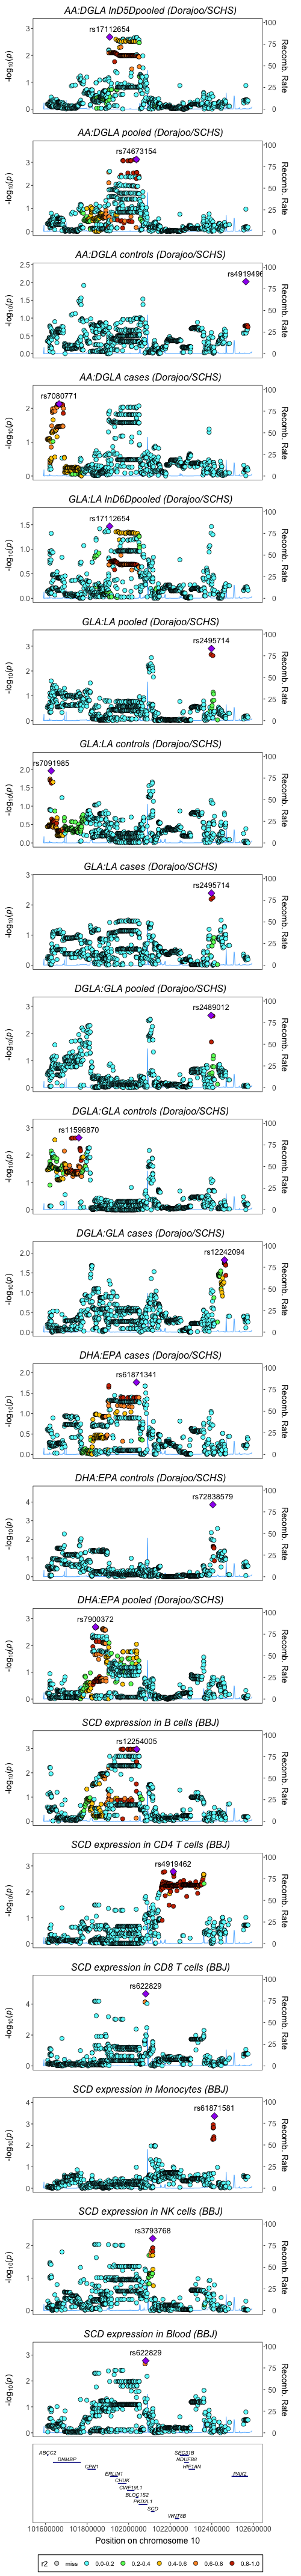 AA:DGLA lnD5Dpooled (Dorajoo/SCHS)
rs17112654
AA:DGLA pooled (Dorajoo/SCHS)
rs74673154
AA:DGLA controls (Dorajoo/SCHS)
rs4919496
AA:DGLA cases (Dorajoo/SCHS)
rs7080771
GLA:LA lnD6Dpooled (Dorajoo/SCHS)
rs17112654
GLA:LA pooled (Dorajoo/SCHS)
rs2495714
GLA:LA controls (Dorajoo/SCHS)
rs7091985
GLA:LA cases (Dorajoo/SCHS)
rs2495714
DGLA:GLA pooled (Dorajoo/SCHS)
rs2489012
DGLA:GLA controls (Dorajoo/SCHS)
rs11596870
DGLA:GLA cases (Dorajoo/SCHS)
rs12242094
DHA:EPA cases (Dorajoo/SCHS)
rs61871341
DHA:EPA controls (Dorajoo/SCHS)
rs72838579
DHA:EPA pooled (Dorajoo/SCHS)
rs7900372
SCD expression in B cells (BBJ)
rs12254005
SCD expression in CD4 T cells (BBJ)
rs4919462
SCD expression in CD8 T cells (BBJ)
rs622829
SCD expression in Monocytes (BBJ)
rs61871581
SCD expression in NK cells (BBJ)
rs3793768
SCD expression in Blood (BBJ)
rs622829
-log10(p)
Recomb. Rate
ABCC2 SEC31B
DNMBP NDUFB8
CPN1 HIF1AN
ERLIN1 PAX2
CHUK
CWF19L1
BLOC1S2
PKD2L1
SCD
WNT8B
101600000 101800000 102000000 102200000 102400000 102600000
Position on chromosome 10
r2 miss 0.0-0.2 0.2-0.4 0.4-0.6 0.6-0.8 0.8-1.0